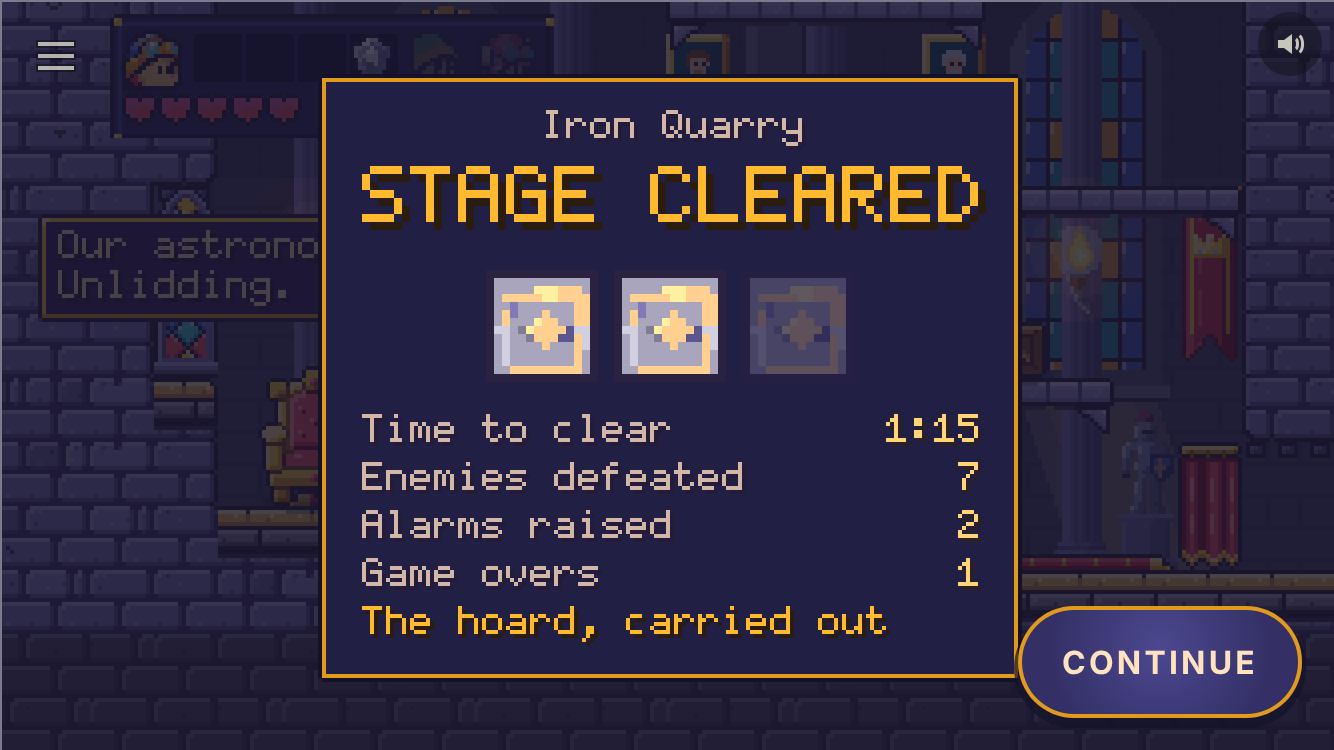 Iron Quarry
STAGE CLEARED
Our astrono
Unlidding.
Time to clear 1:15
Enemies defeated 7
Alarms raised 2
Game overs 1
The hoard, carried out
CONTINUE